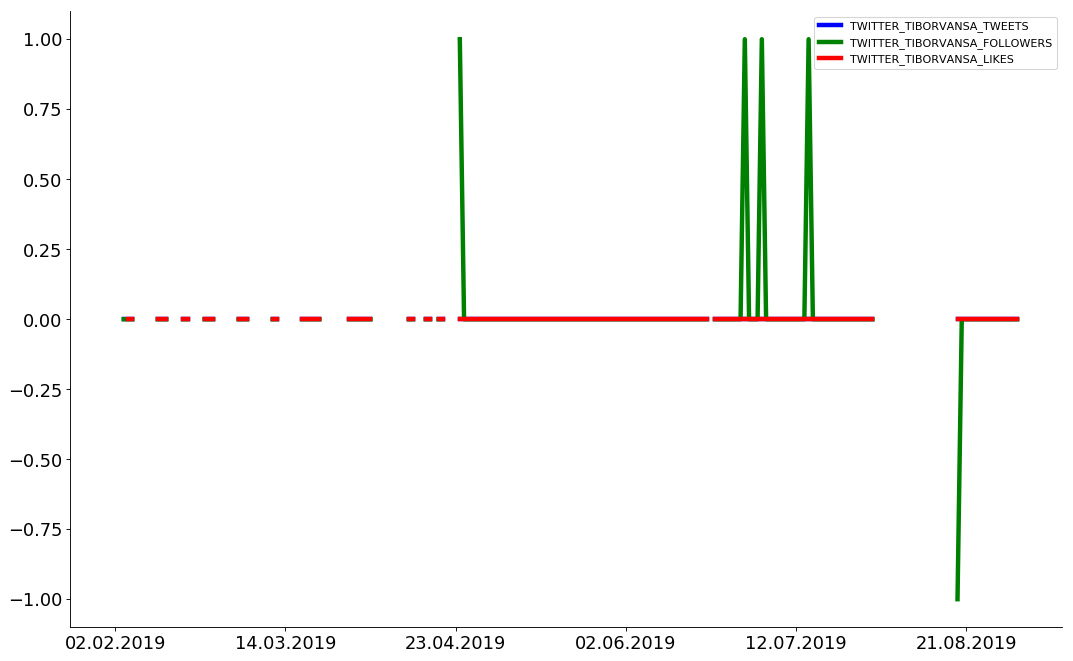 TWITTER_TIBORVANSA_TWEETS
TWITTER_TIBORVANSA_FOLLOWERS
TWITTER_TIBORVANSA_LIKES
1.00
0.75
0.50
0.25
0.00
−0.25
−0.50
−0.75
−1.00
02.02.2019 14.03.2019 23.04.2019 02.06.2019 12.07.2019 21.08.2019